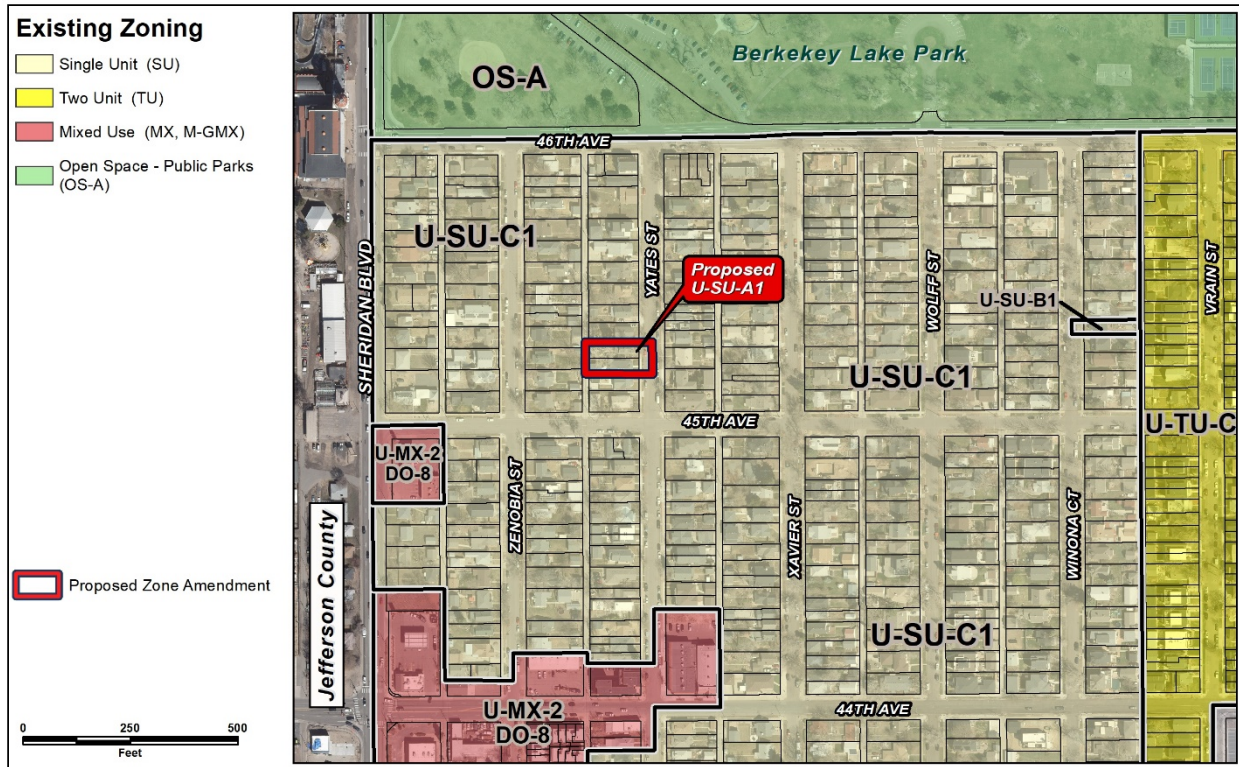 Existing Zoning
Single Unit (SU)
Two Unit (TU)
Mixed Use (MX, M-GMX)
Open Space - Public Parks
(OS-A)
Proposed Zone Amendment
0
250
500
Feet
Berkekey Lake Park
OS-A
46TH AVE
U-SU-C1
YATES ST
Proposed
U-SU-A1
WOLFF ST
U-SU-B1
VRAIN ST
SHERIDAN BLVD
U-SU-C1
45TH AVE
U-TU-C
U-MX-2
DO-8
ZENOBIA ST
XAVIER ST
WINONA CT
Jefferson County
U-SU-C1
U-MX-2
DO-8
44TH AVE